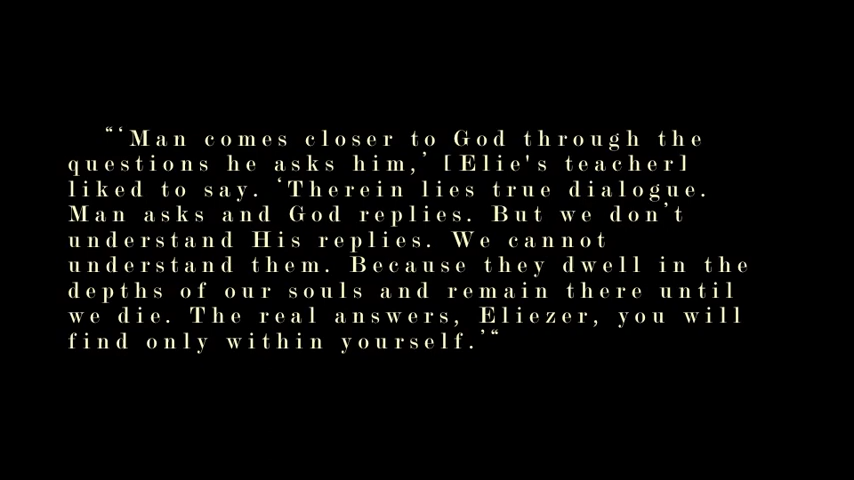 “‘Man comes closer to God through the
questions he asks him,’ [Elie's teacher]
liked to say. ‘Therein lies true dialogue.
Man asks and God replies. But we don’t
understand His replies. We cannot
understand them. Because they dwell in the
depths of our souls and remain there until
we die. The real answers, Eliezer, you will
find only within yourself.’“